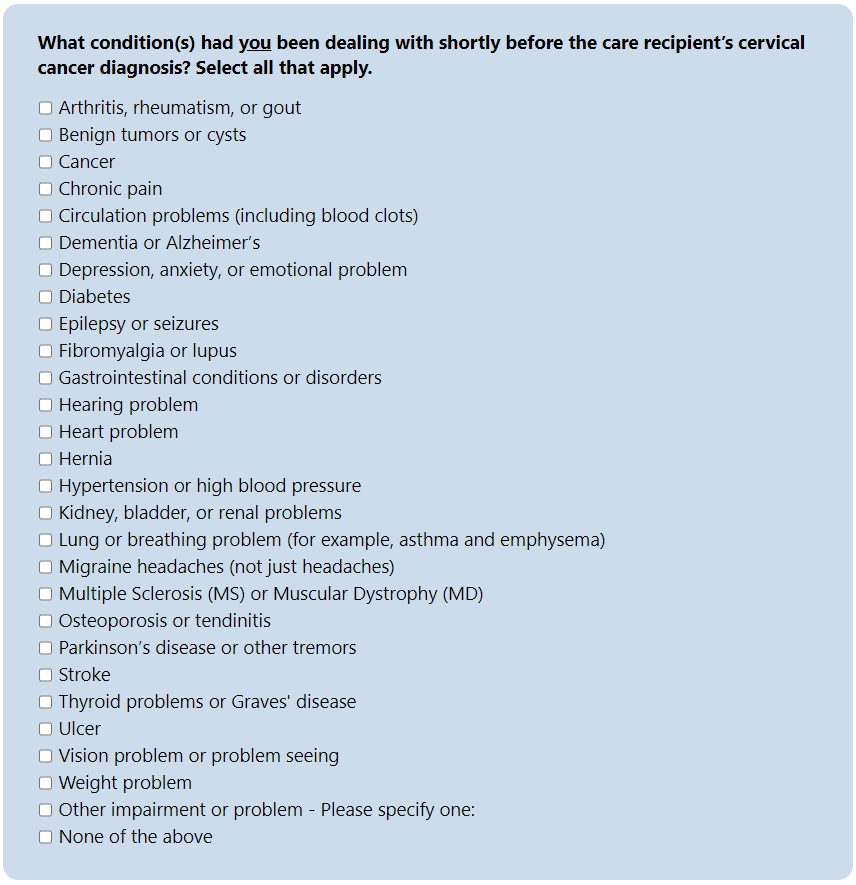 What condition(s) had you been dealing with shortly before the care recipient’s cervical
cancer diagnosis? Select all that apply.
Arthritis, rheumatism, or gout
Benign tumors or cysts
Cancer
Chronic pain
Circulation problems (including blood clots)
Dementia or Alzheimer’s
Depression, anxiety, or emotional problem
Diabetes
Epilepsy or seizures
Fibromyalgia or lupus
Gastrointestinal conditions or disorders
Hearing problem
Heart problem
Hernia
Hypertension or high blood pressure
Kidney, bladder, or renal problems
Lung or breathing problem (for example, asthma and emphysema)
Migraine headaches (not just headaches)
Multiple Sclerosis (MS) or Muscular Dystrophy (MD)
Osteoporosis or tendinitis
Parkinson’s disease or other tremors
Stroke
Thyroid problems or Graves' disease
Ulcer
Vision problem or problem seeing
Weight problem
Other impairment or problem - Please specify one:
None of the above